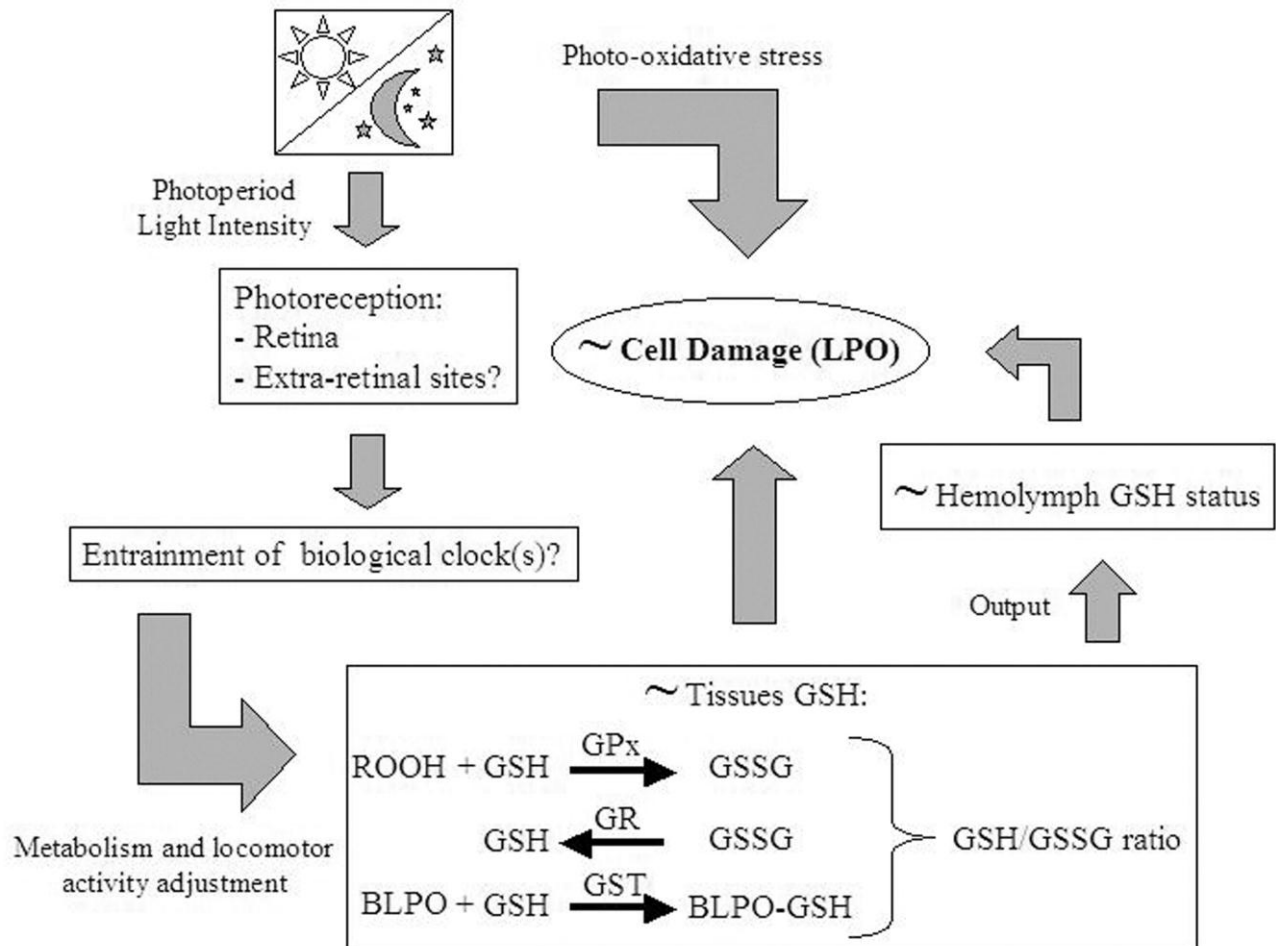 Photo-oxidative stress
Photoperiod
Light Intensity
Photoreception:
- Retina
- Extra-retinal sites?
~ Cell Damage (LPO)
~ Hemolymph GSH status
Entrainment of biological clock(s)?
Output
Metabolism and locomotor
activity adjustment
~ Tissues GSH:
ROOH + GSH GPx GSSG
GSH GR GSSG
BLPO + GSH GST BLPO-GSH
GSH/GSSG ratio